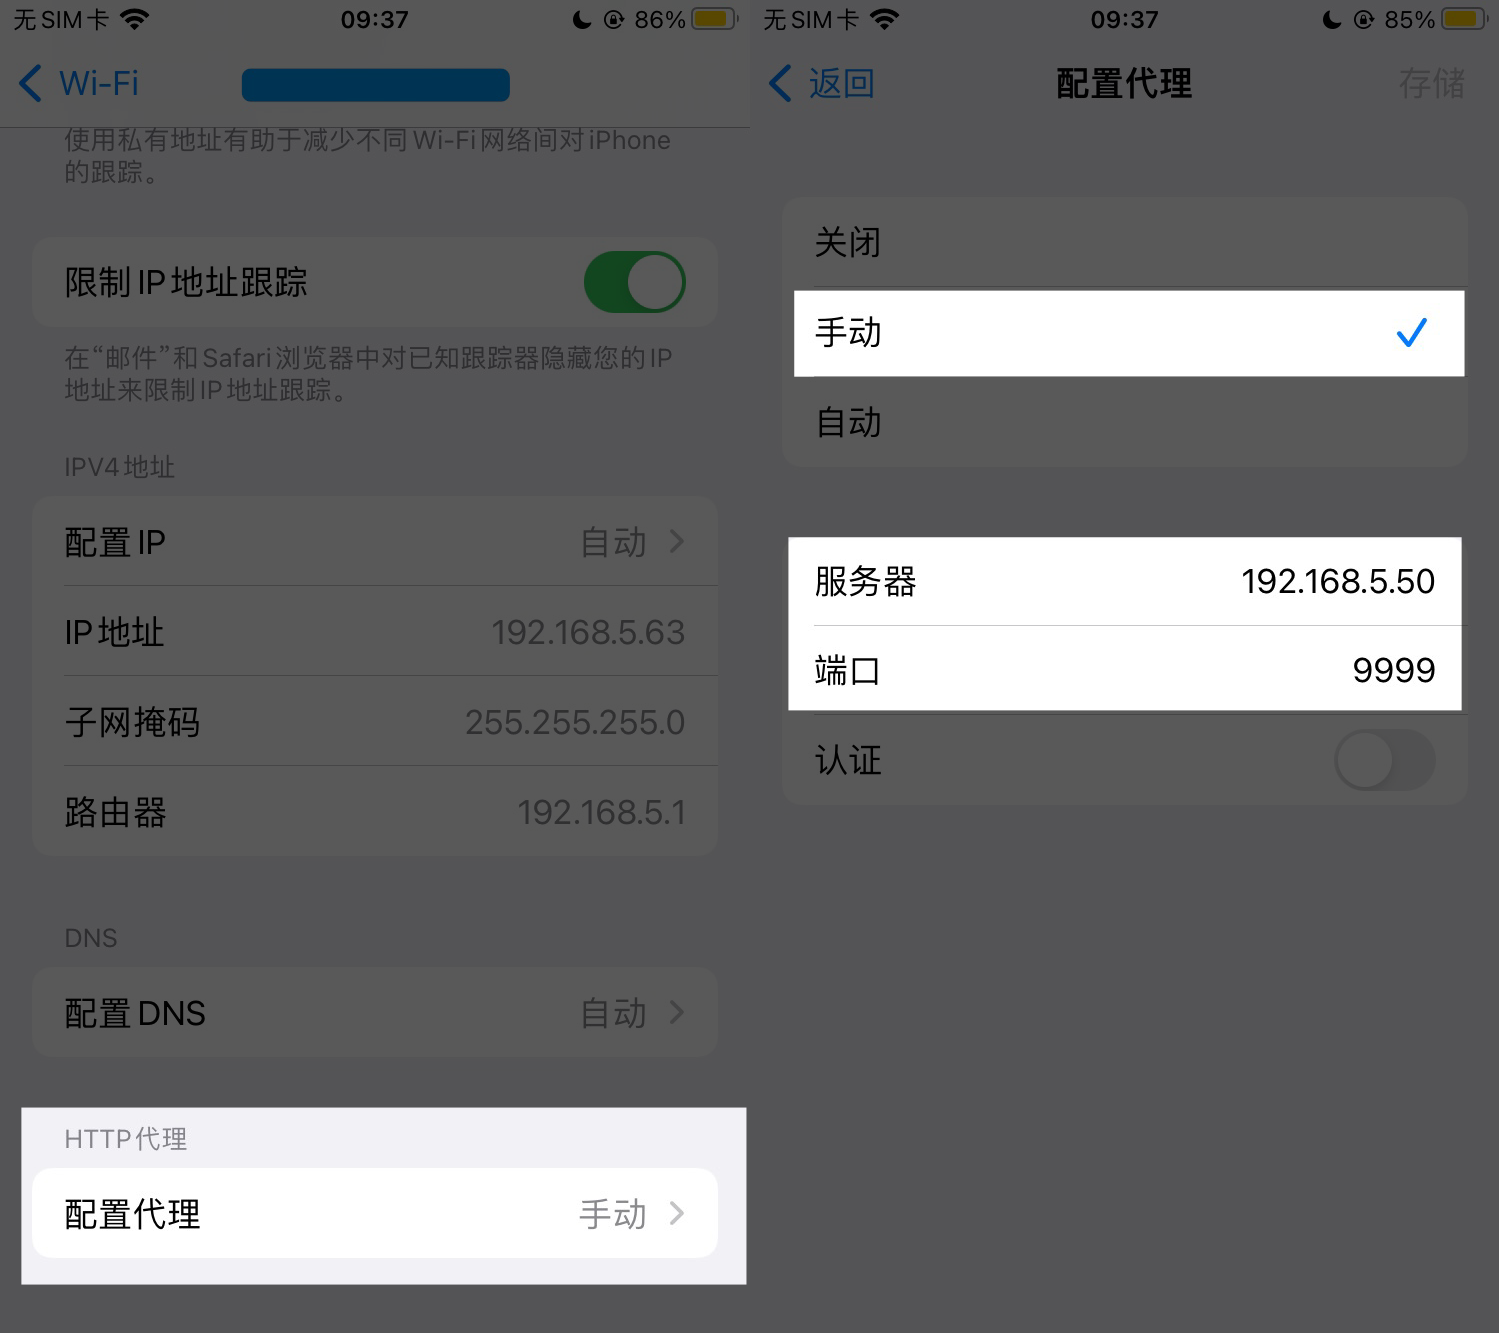 无SIM卡 09:37 86%
Wi-Fi
使用私有地址有助于减少不同Wi-Fi网络间对iPhone
的跟踪。
限制IP地址跟踪
在“邮件”和Safari浏览器中对已知跟踪器隐藏您的IP
地址来限制IP地址跟踪。
IPV4地址
配置IP 自动
IP地址 192.168.5.63
子网掩码 255.255.255.0
路由器 192.168.5.1
DNS
配置DNS 自动
HTTP代理
配置代理 手动
无SIM卡 09:37 85%
返回 配置代理 存储
关闭
手动
自动
服务器 192.168.5.50
端口 9999
认证